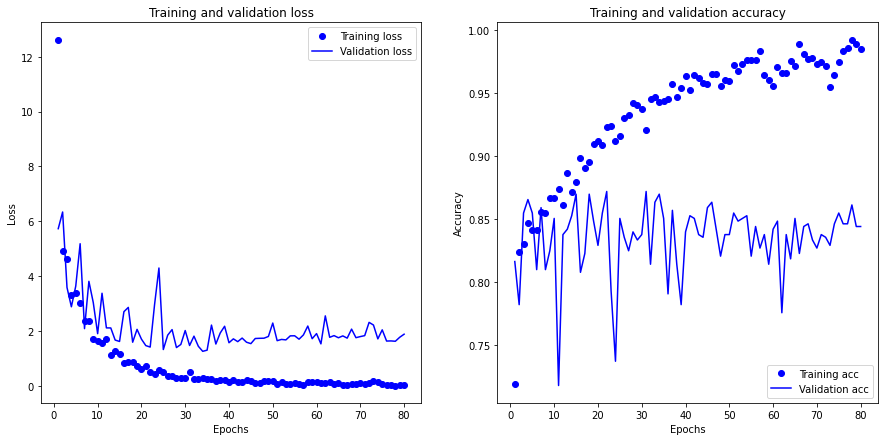 Training and validation loss
Training loss
Validation loss
12
10
8
6
4
2
0
Loss
0 10 20 30 40 50 60 70 80
Epochs
Training and validation accuracy
1.00
0.95
0.90
0.85
0.80
0.75
Accuracy
Training acc
Validation acc
0 10 20 30 40 50 60 70 80
Epochs